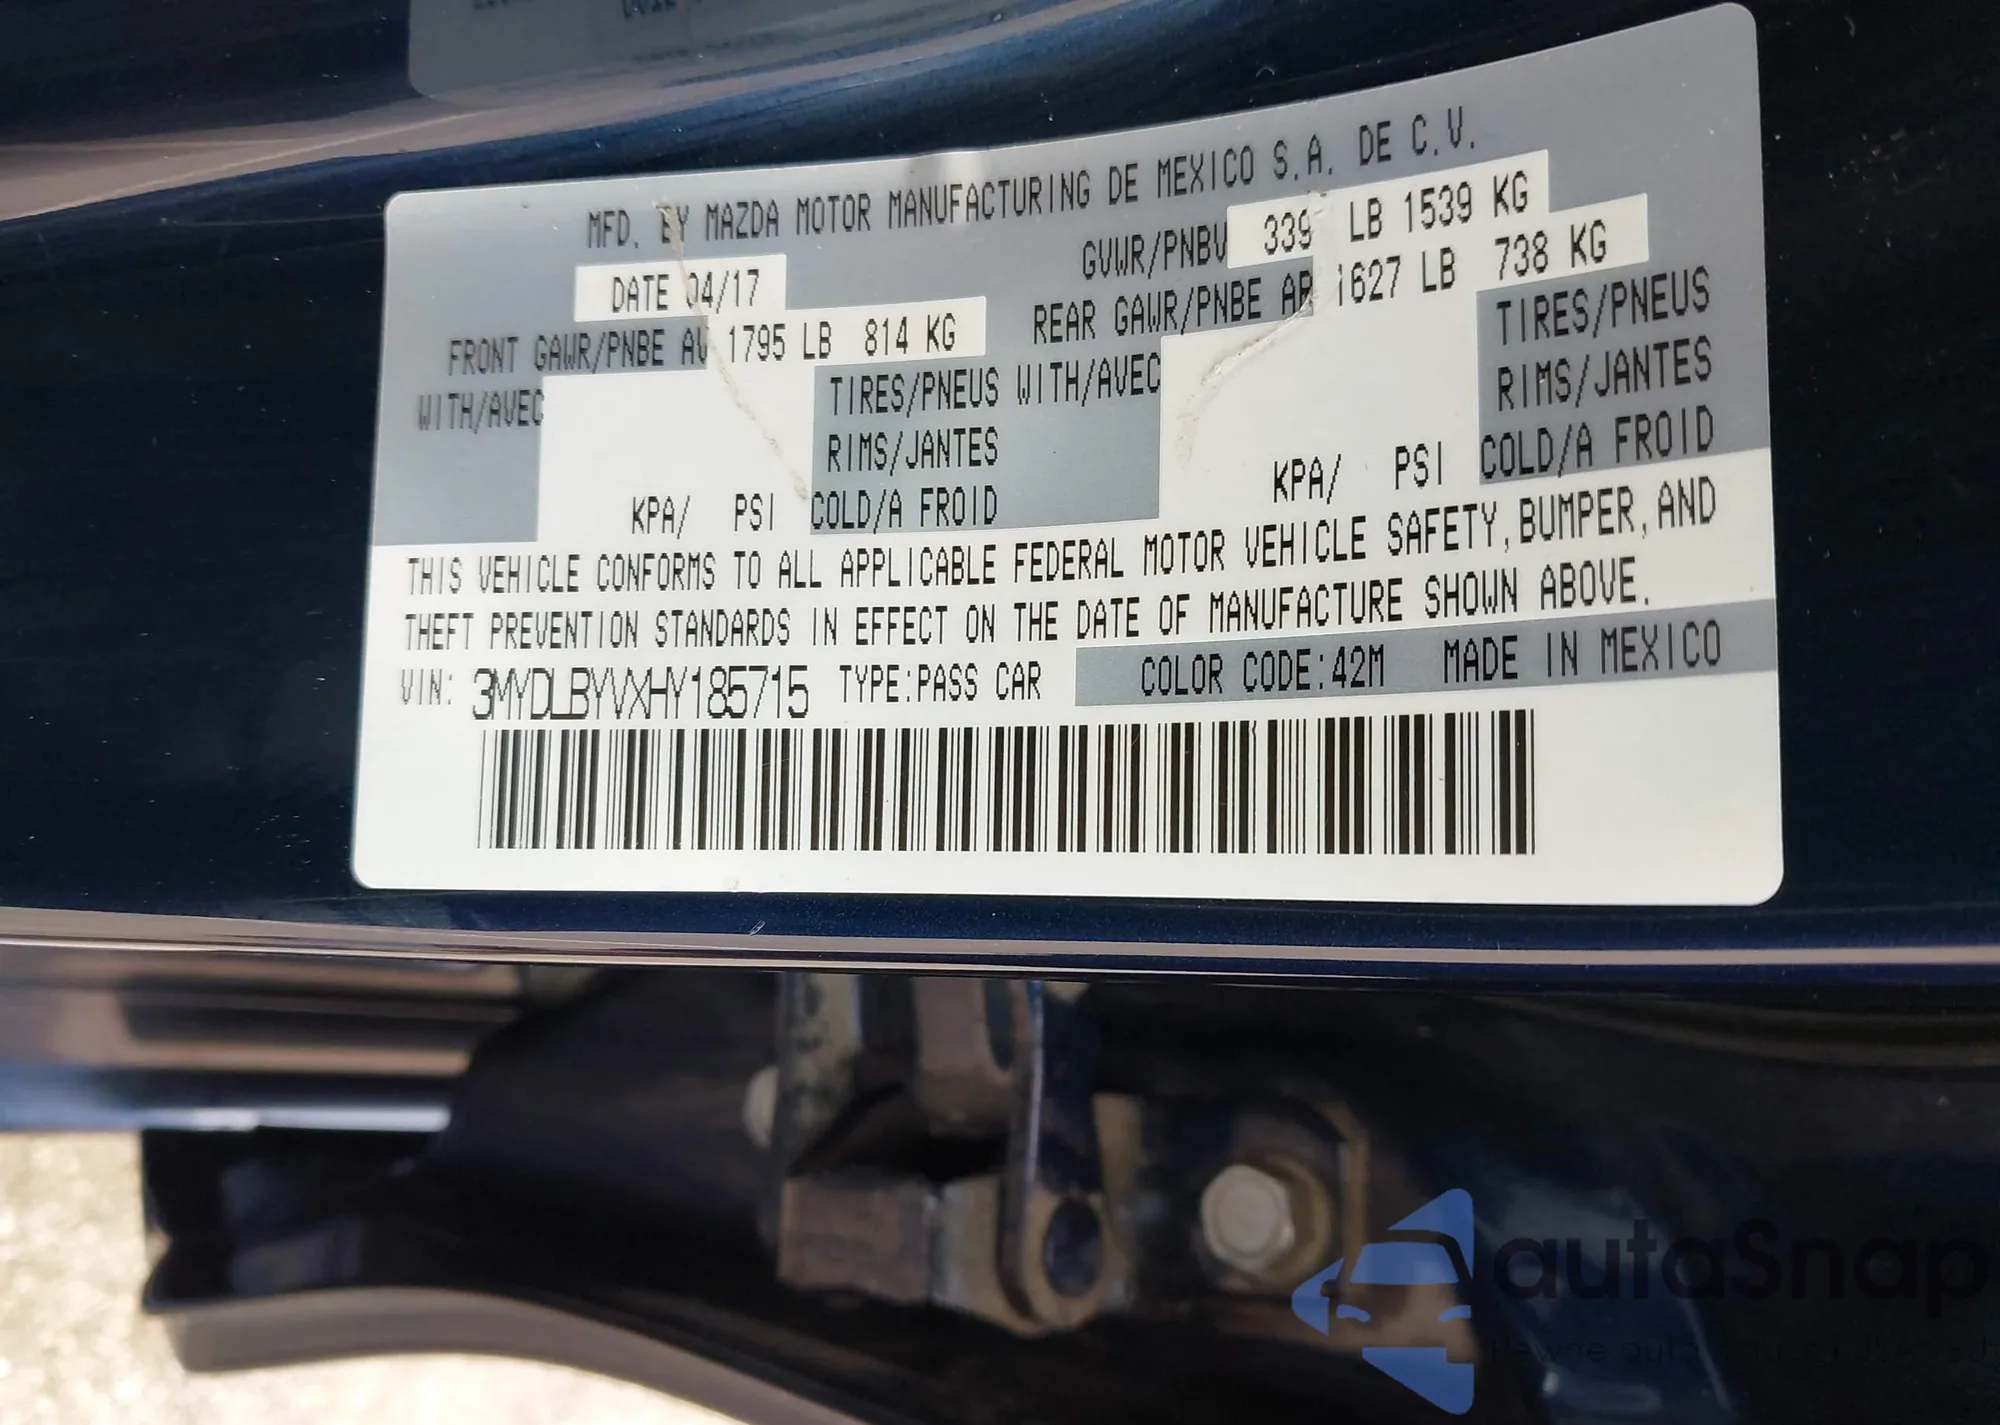 MFD. BY MAZDA MOTOR MANUFACTURING DE MEXICO S.A. DE C.V.
DATE 04/17 GVWR/PNBV 339 LB 1539 KG
FRONT GAWR/PNBE AV 1795 LB 814 KG REAR GAWR/PNBE AR 1627 LB 738 KG
WITH/AVEC TIRES/PNEUS WITH/AVEC TIRES/PNEUS
RIMS/JANTES RIMS/JANTES
KPA/ PSI COLD/A FROID KPA/ PSI COLD/A FROID
THIS VEHICLE CONFORMS TO ALL APPLICABLE FEDERAL MOTOR VEHICLE SAFETY, BUMPER, AND
THEFT PREVENTION STANDARDS IN EFFECT ON THE DATE OF MANUFACTURE SHOWN ABOVE.
VIN: 3MYDLBYVXHY185715 TYPE:PASS CAR COLOR CODE:42M MADE IN MEXICO
autaSnap